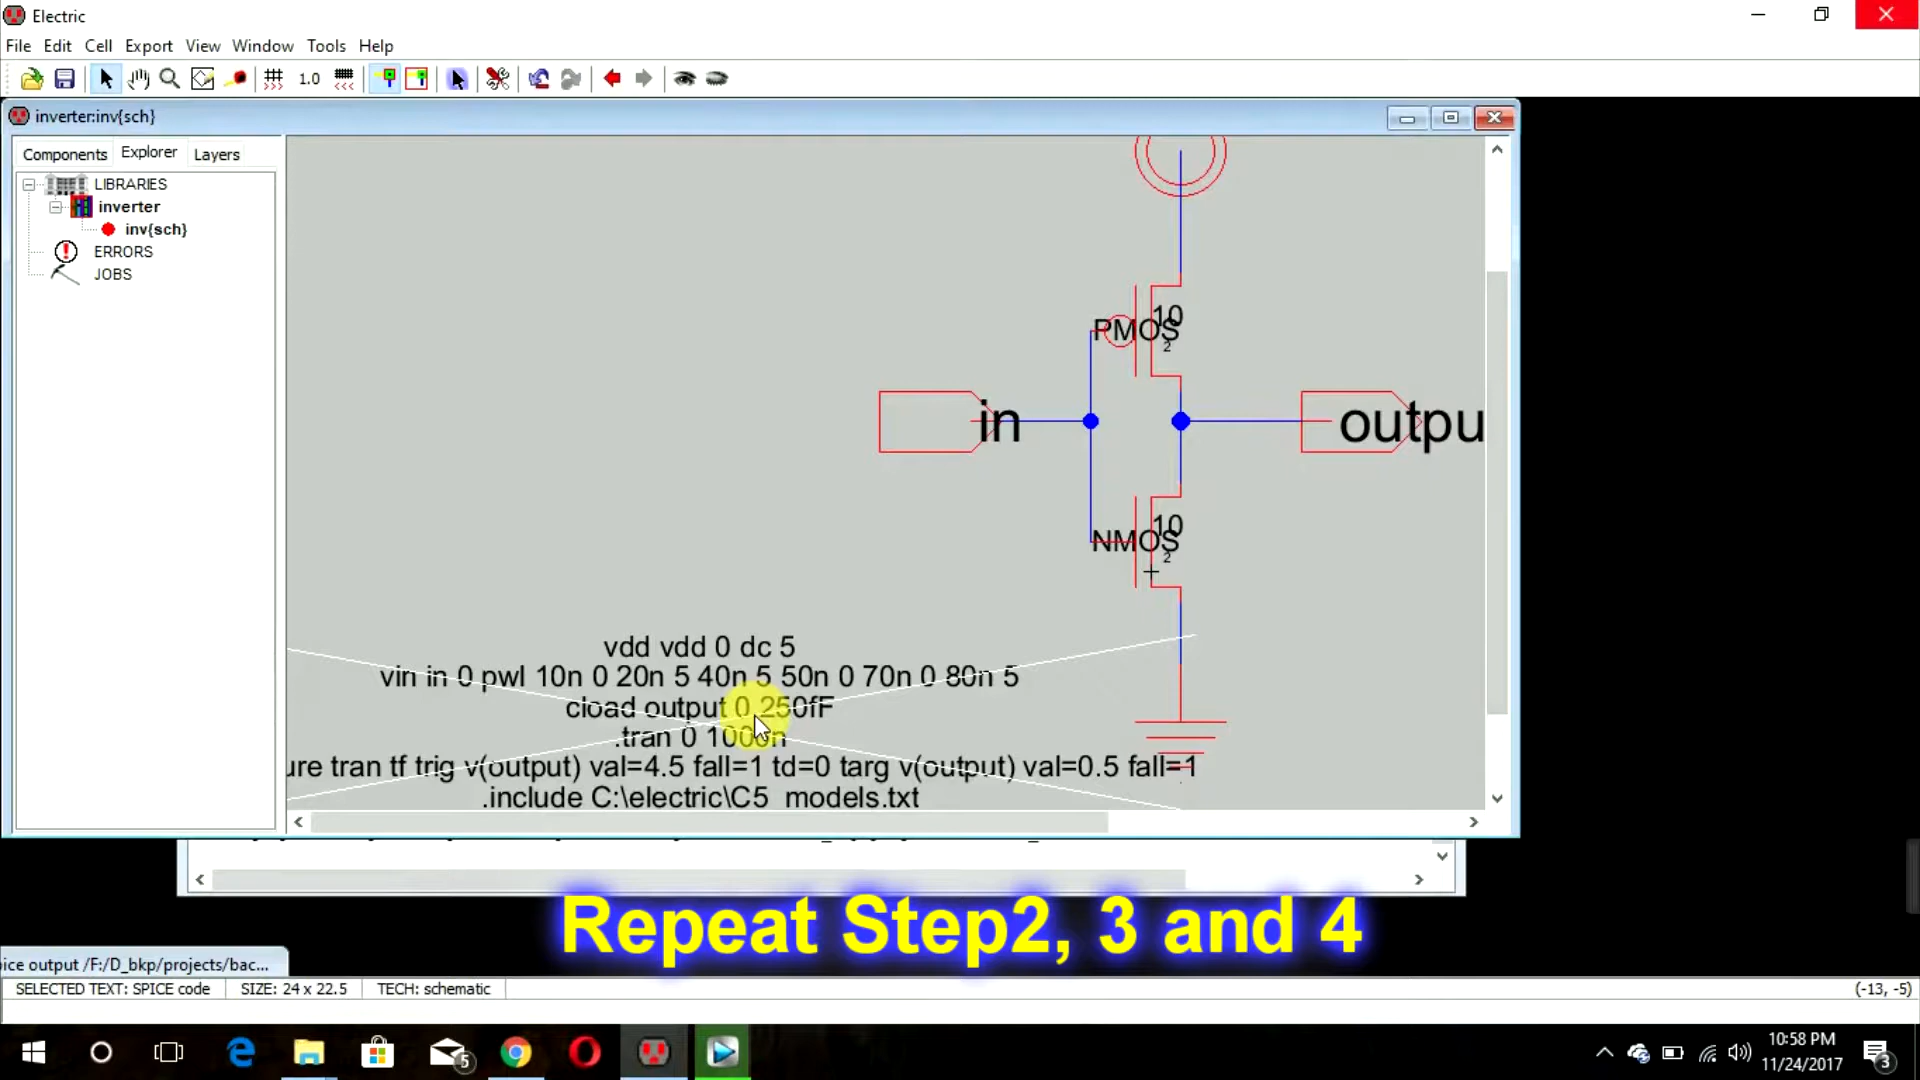 Electric
File Edit Cell Export View Window Tools Help
1.0
inverter:inv{sch}
Components Explorer Layers
LIBRARIES
inverter
inv{sch}
ERRORS
JOBS
PMOS
10
2
in
outpu
NMOS
10
2
vdd vdd 0 dc 5
vin in 0 pwl 10n 0 20n 5 40n 5 50n 0 70n 0 80n 5
cload output 0 250fF
.tran 0 1000n
ure tran tf trig v(output) val=4.5 fall=1 td=0 targ v(output) val=0.5 fall=1
.include C:\electric\C5_models.txt
Repeat Step2, 3 and 4
ice output /F:/D_bkp/projects/bac...
SELECTED TEXT: SPICE code SIZE: 24 x 22.5 TECH: schematic (-13, -5)
5
10:58 PM
11/24/2017
3